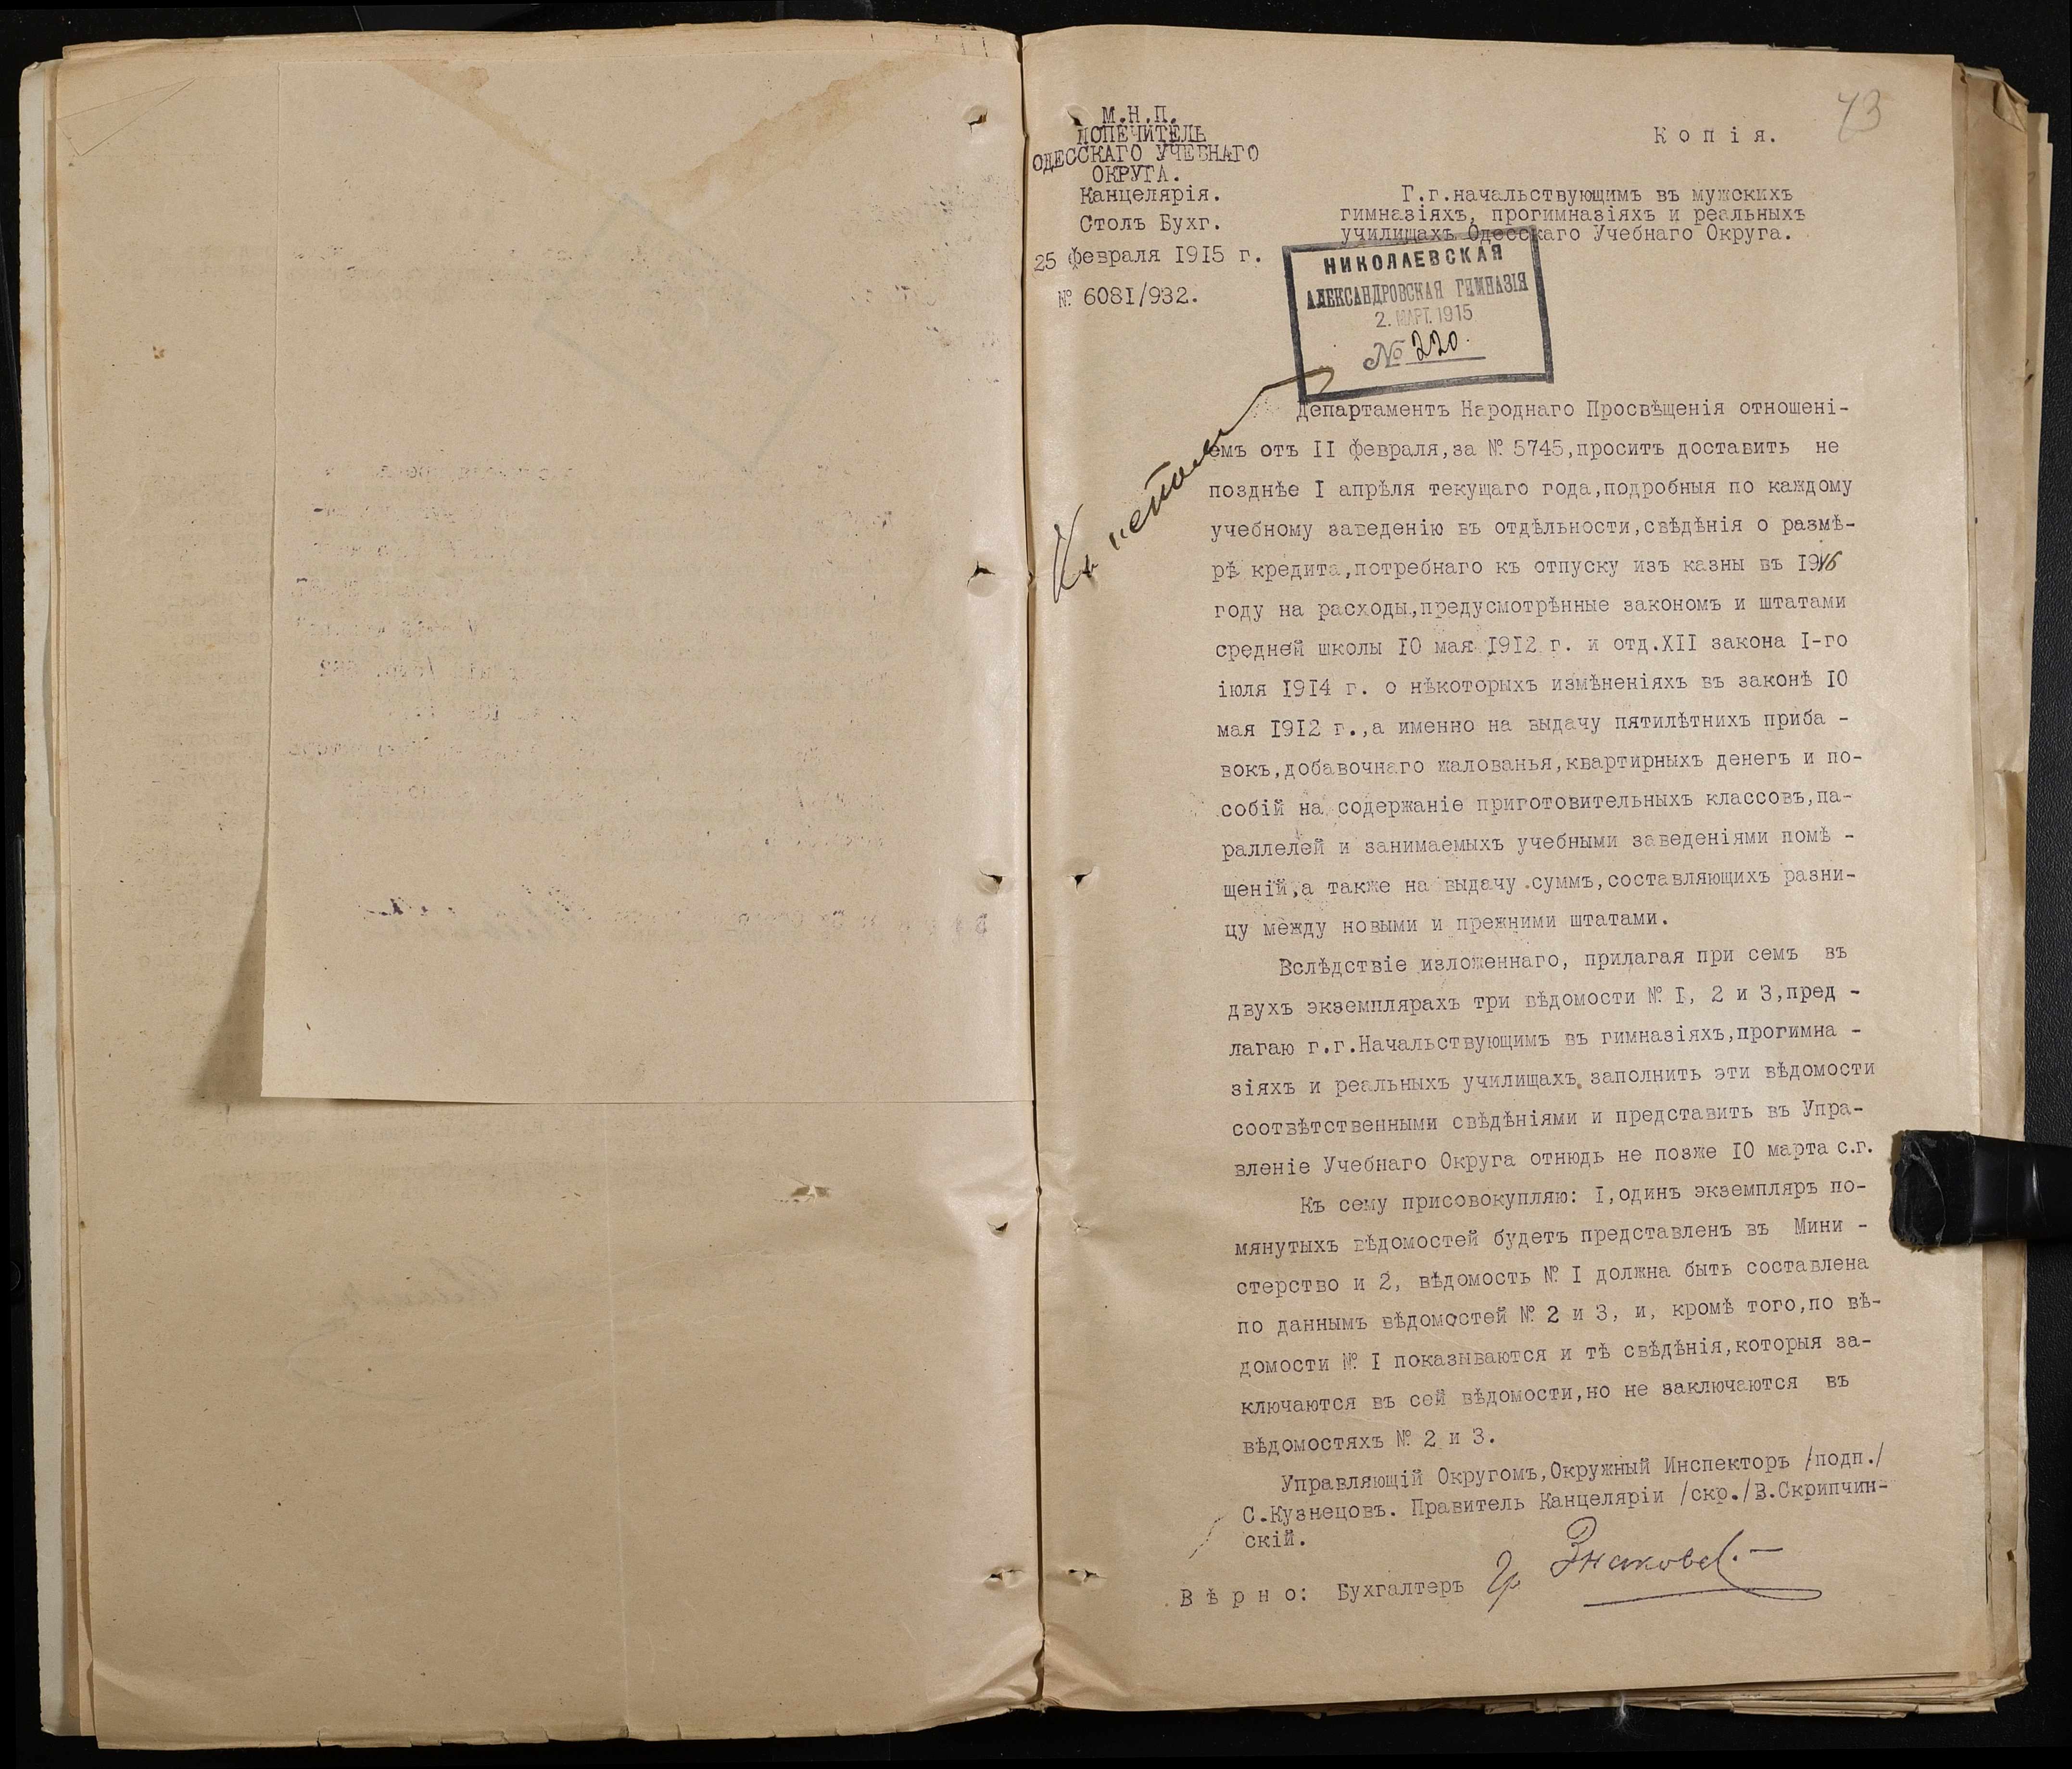 73
М.Н.П.
ПОПЕЧИТЕЛЬ
ОДЕССКАГО УЧЕБНАГО
ОКРУГА.
Канцелярія.
Столъ Бухг.
25 февраля 1915 г.
№ 6081/932.
Копія.
Г.г.начальствующимъ въ мужскихъ
гимназіяхъ, прогимназіяхъ и реальныхъ
училищахъ Одесскаго Учебнаго Округа.
НИКОЛАЕВСКАЯ
АЛЕКСАНДРОВСКАЯ ГИМНАЗІЯ
2. МАРТ. 1915
№ 220.
Департаментъ Народнаго Просвѣщенія отношені-
емъ отъ II февраля,за № 5745,проситъ доставить не
позднѣе I апрѣля текущаго года,подробныя по каждому
учебному заведенію въ отдѣльности,свѣдѣнія о размѣ-
рѣ кредита,потребнаго къ отпуску изъ казны въ 1916
году на расходы,предусмотрѣнные закономъ и штатами
средней школы IO мая 1912 г. и отд.XII закона I-го
іюля 1914 г. о нѣкоторыхъ измѣненіяхъ въ законѣ IO
мая 1912 г.,а именно на выдачу пятилѣтнихъ приба -
вокъ,добавочнаго жалованья,квартирныхъ денегъ и по-
собій на содержаніе приготовительныхъ классовъ,па-
раллелей и занимаемыхъ учебными заведеніями помѣ -
щеній,а также на выдачу суммъ,составляющихъ разни-
цу между новыми и прежними штатами.
Вслѣдствіе изложеннаго, прилагая при семъ въ
двухъ экземплярахъ три вѣдомости № I, 2 и 3,пред -
лагаю г.г.Начальствующимъ въ гимназіяхъ,прогимна -
зіяхъ и реальныхъ училищахъ заполнить эти вѣдомости
соотвѣтственными свѣдѣніями и представить въ Упра-
вленіе Учебнаго Округа отнюдь не позже IO марта с.г.
Къ сему присовокупляю: I,одинъ экземпляръ по-
мянутыхъ вѣдомостей будетъ представленъ въ Мини -
стерство и 2, вѣдомость № I должна быть составлена
по даннымъ вѣдомостей № 2 и 3, и, кромѣ того,по вѣ-
домости № I показываются и тѣ свѣдѣнія,которыя за-
ключаются въ сей вѣдомости,но не заключаются въ
вѣдомостяхъ № 2 и 3.
Управляющій Округомъ,Окружный Инспекторъ /подп./
С.Кузнецовъ. Правитель Канцеляріи /скр./В.Скрипчин-
скій.
Вѣрно: Бухгалтеръ